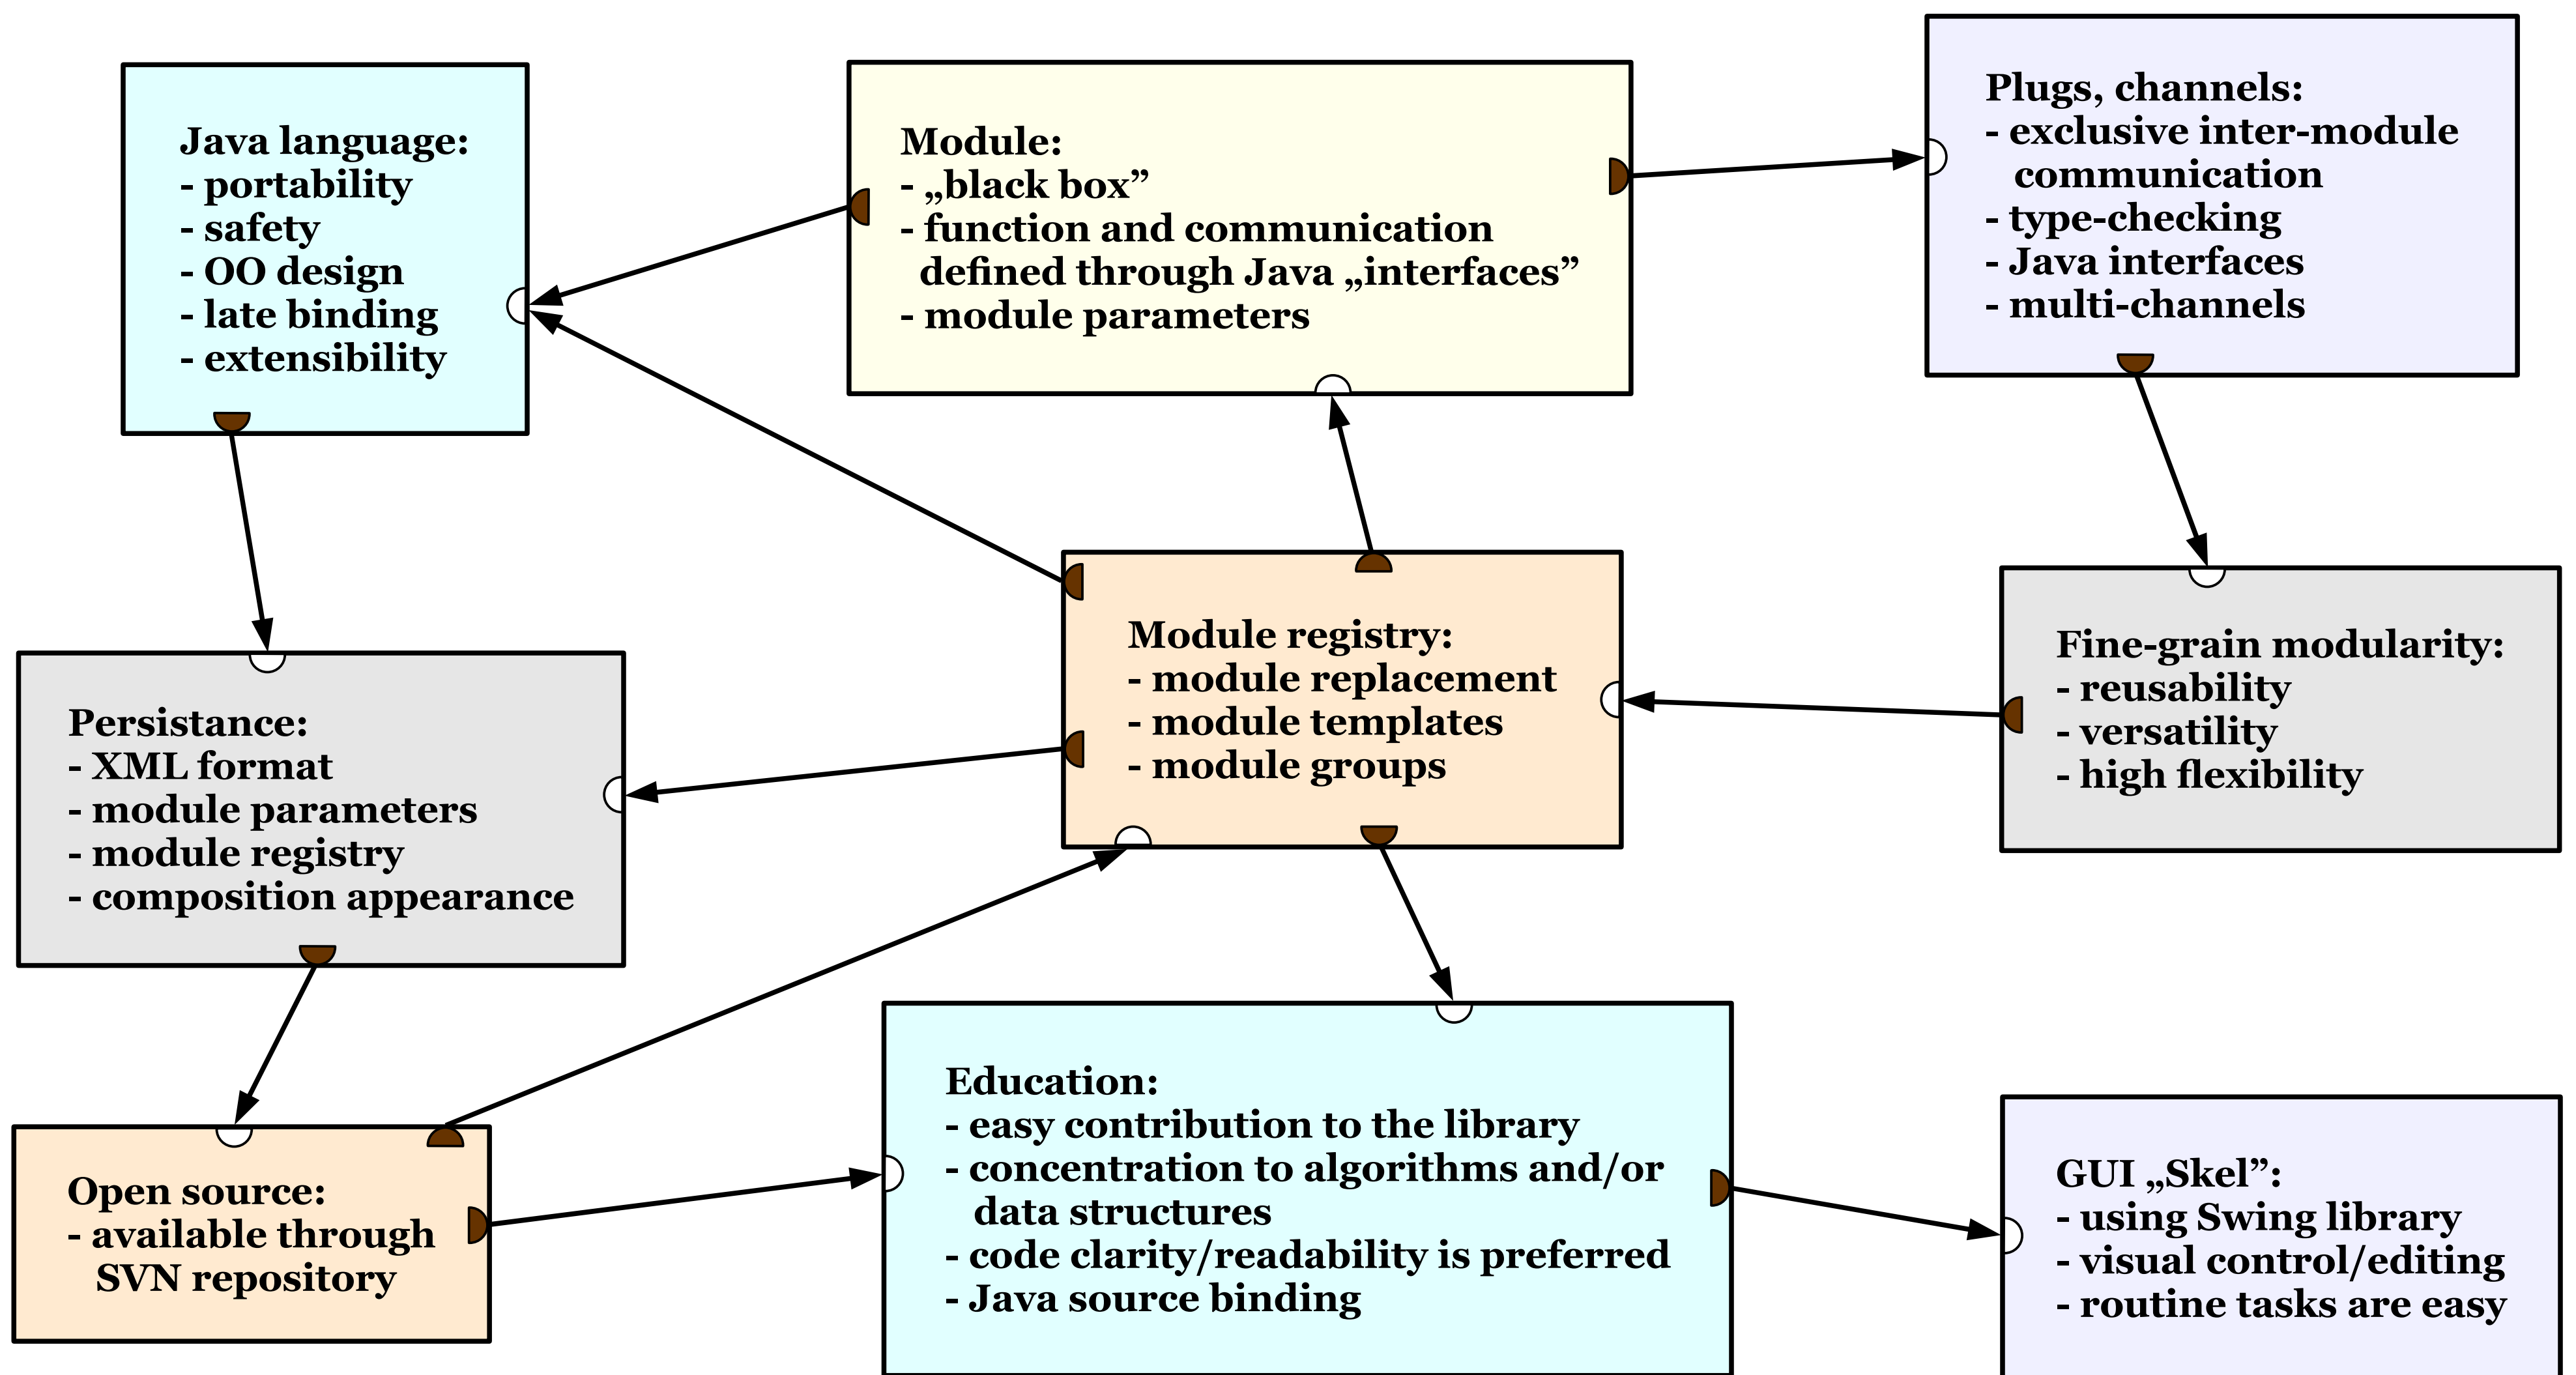 Java language:
- portability
- safety
- OO design
- late binding
- extensibility
Module:
- „black box”
- function and communication
defined through Java „interfaces”
- module parameters
Plugs, channels:
- exclusive inter-module
communication
- type-checking
- Java interfaces
- multi-channels
Persistance:
- XML format
- module parameters
- module registry
- composition appearance
Module registry:
- module replacement
- module templates
- module groups
Fine-grain modularity:
- reusability
- versatility
- high flexibility
Open source:
- available through
SVN repository
Education:
- easy contribution to the library
- concentration to algorithms and/or
data structures
- code clarity/readability is preferred
- Java source binding
GUI „Skel”:
- using Swing library
- visual control/editing
- routine tasks are easy